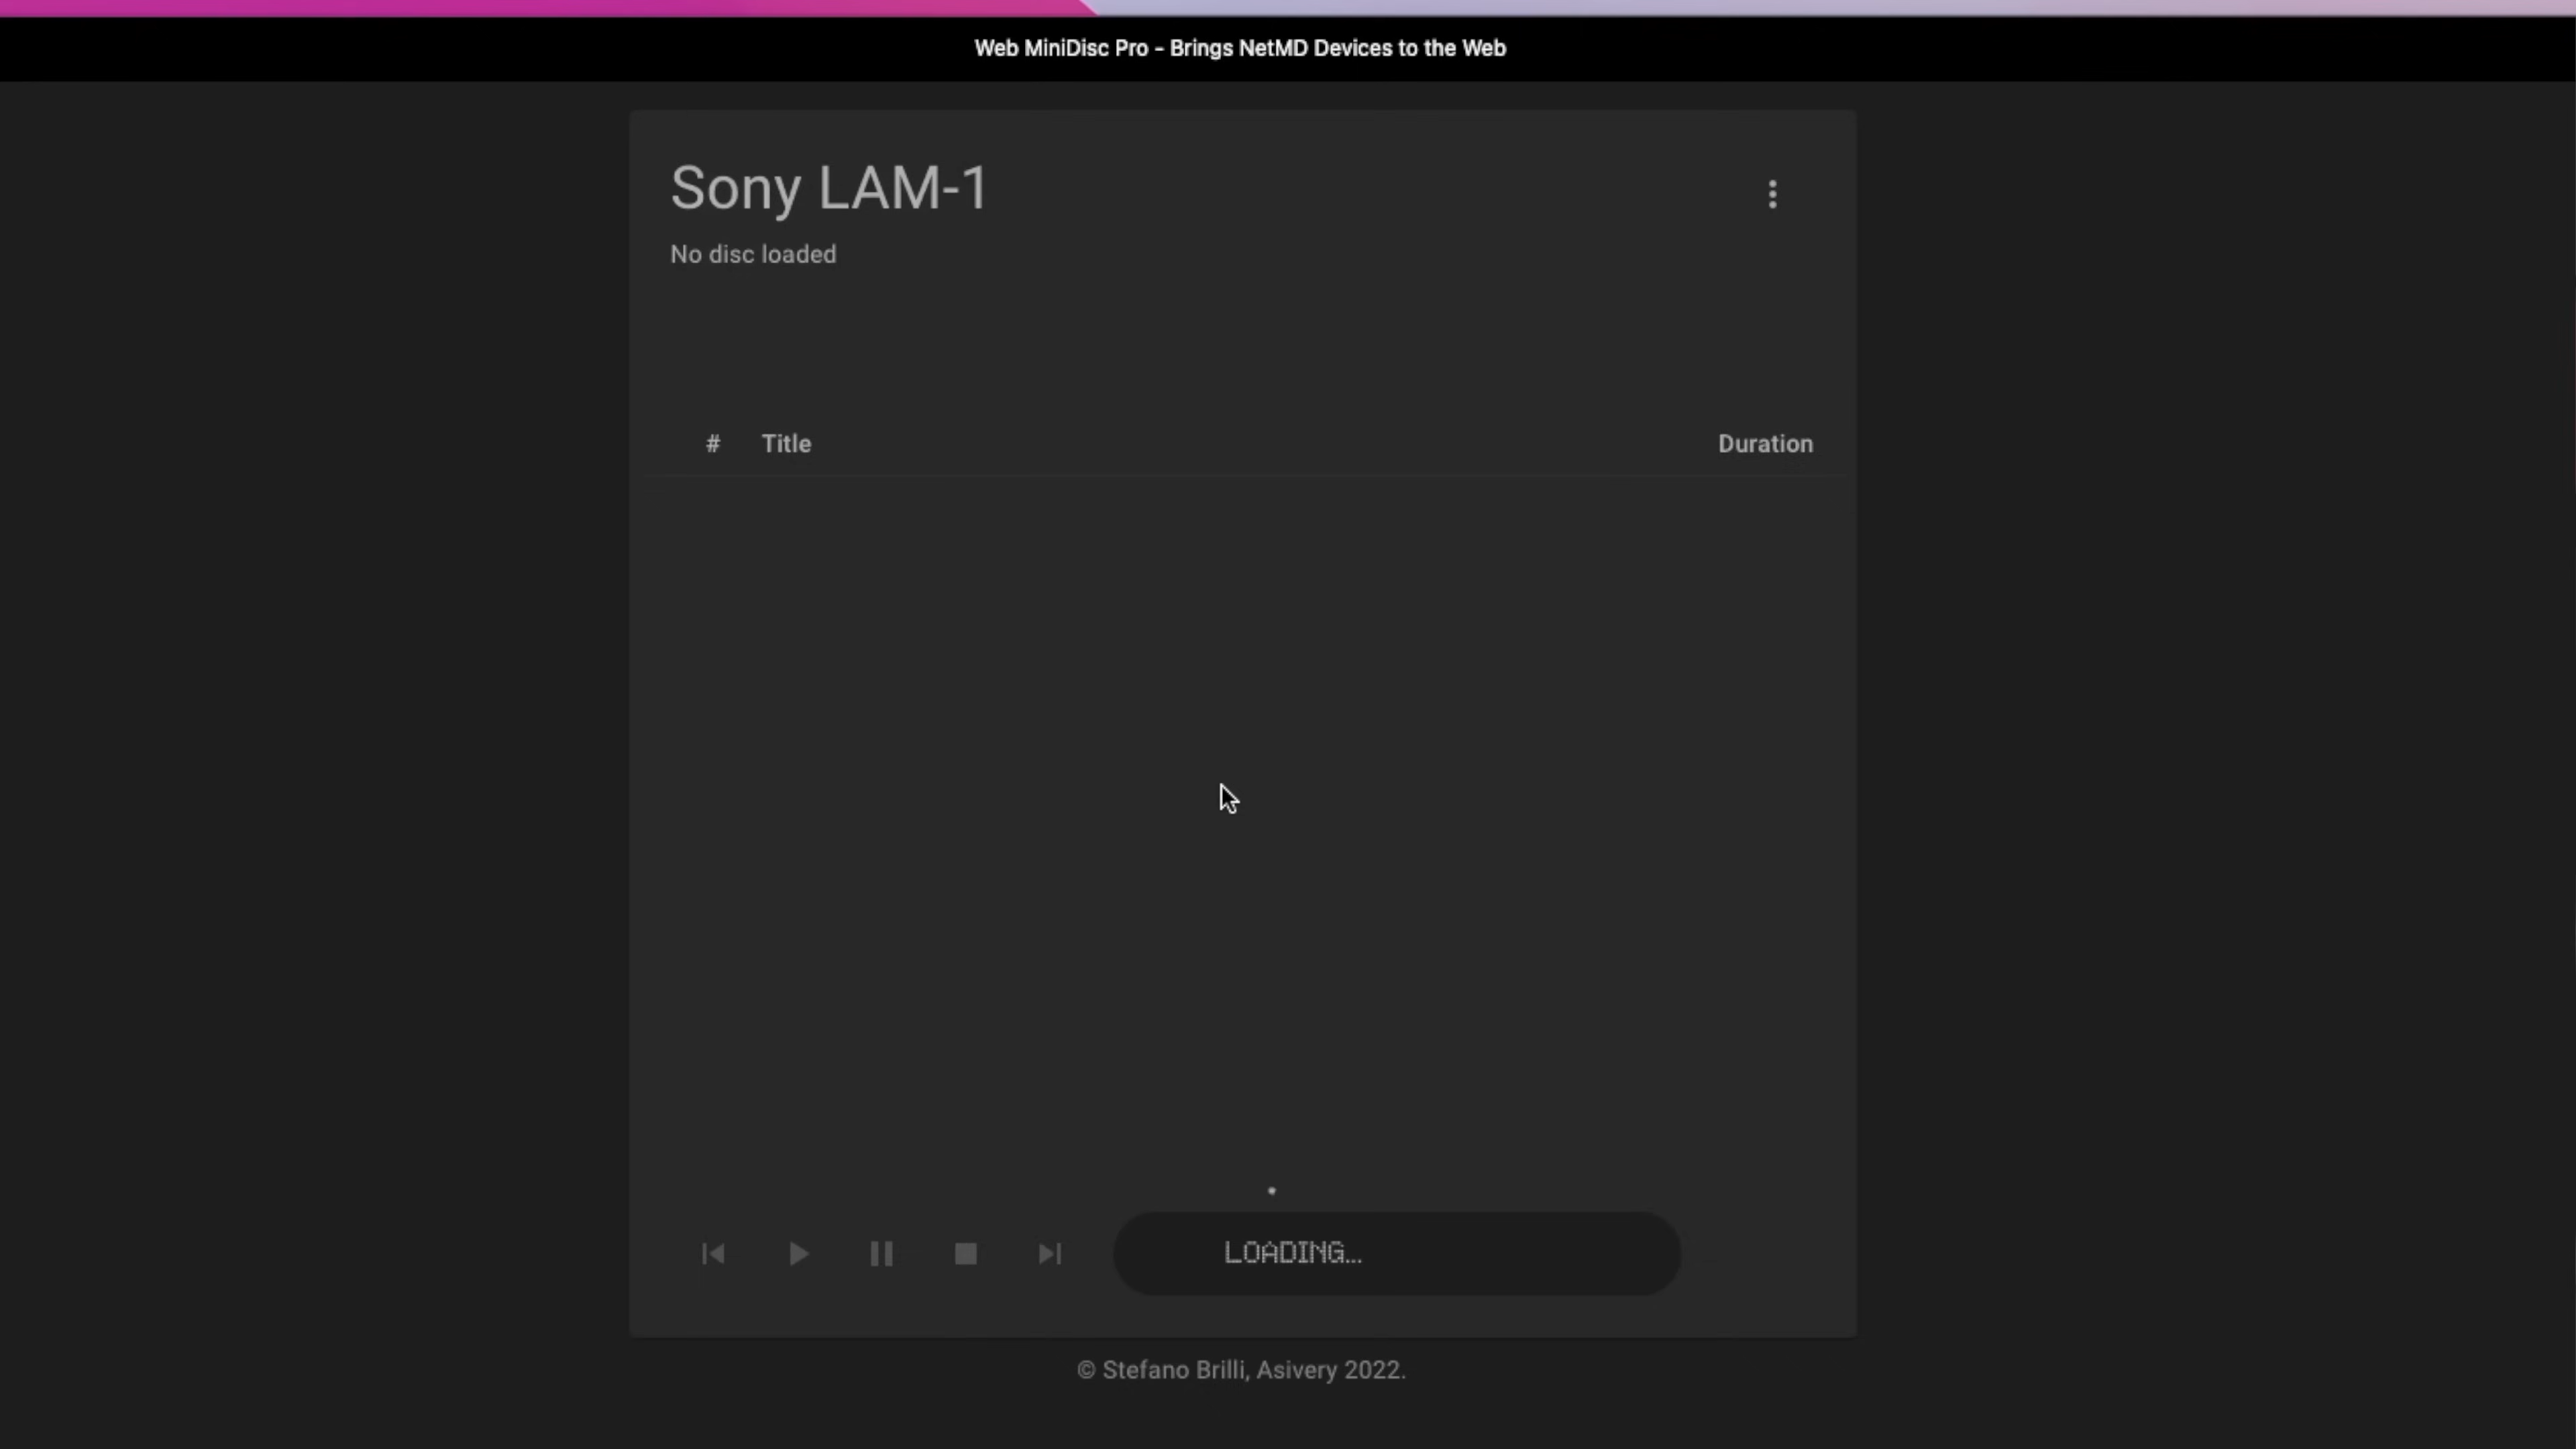 Web MiniDisc Pro - Brings NetMD Devices to the Web
Sony LAM-1
No disc loaded
# Title Duration
LOADING...
© Stefano Brilli, Asivery 2022.